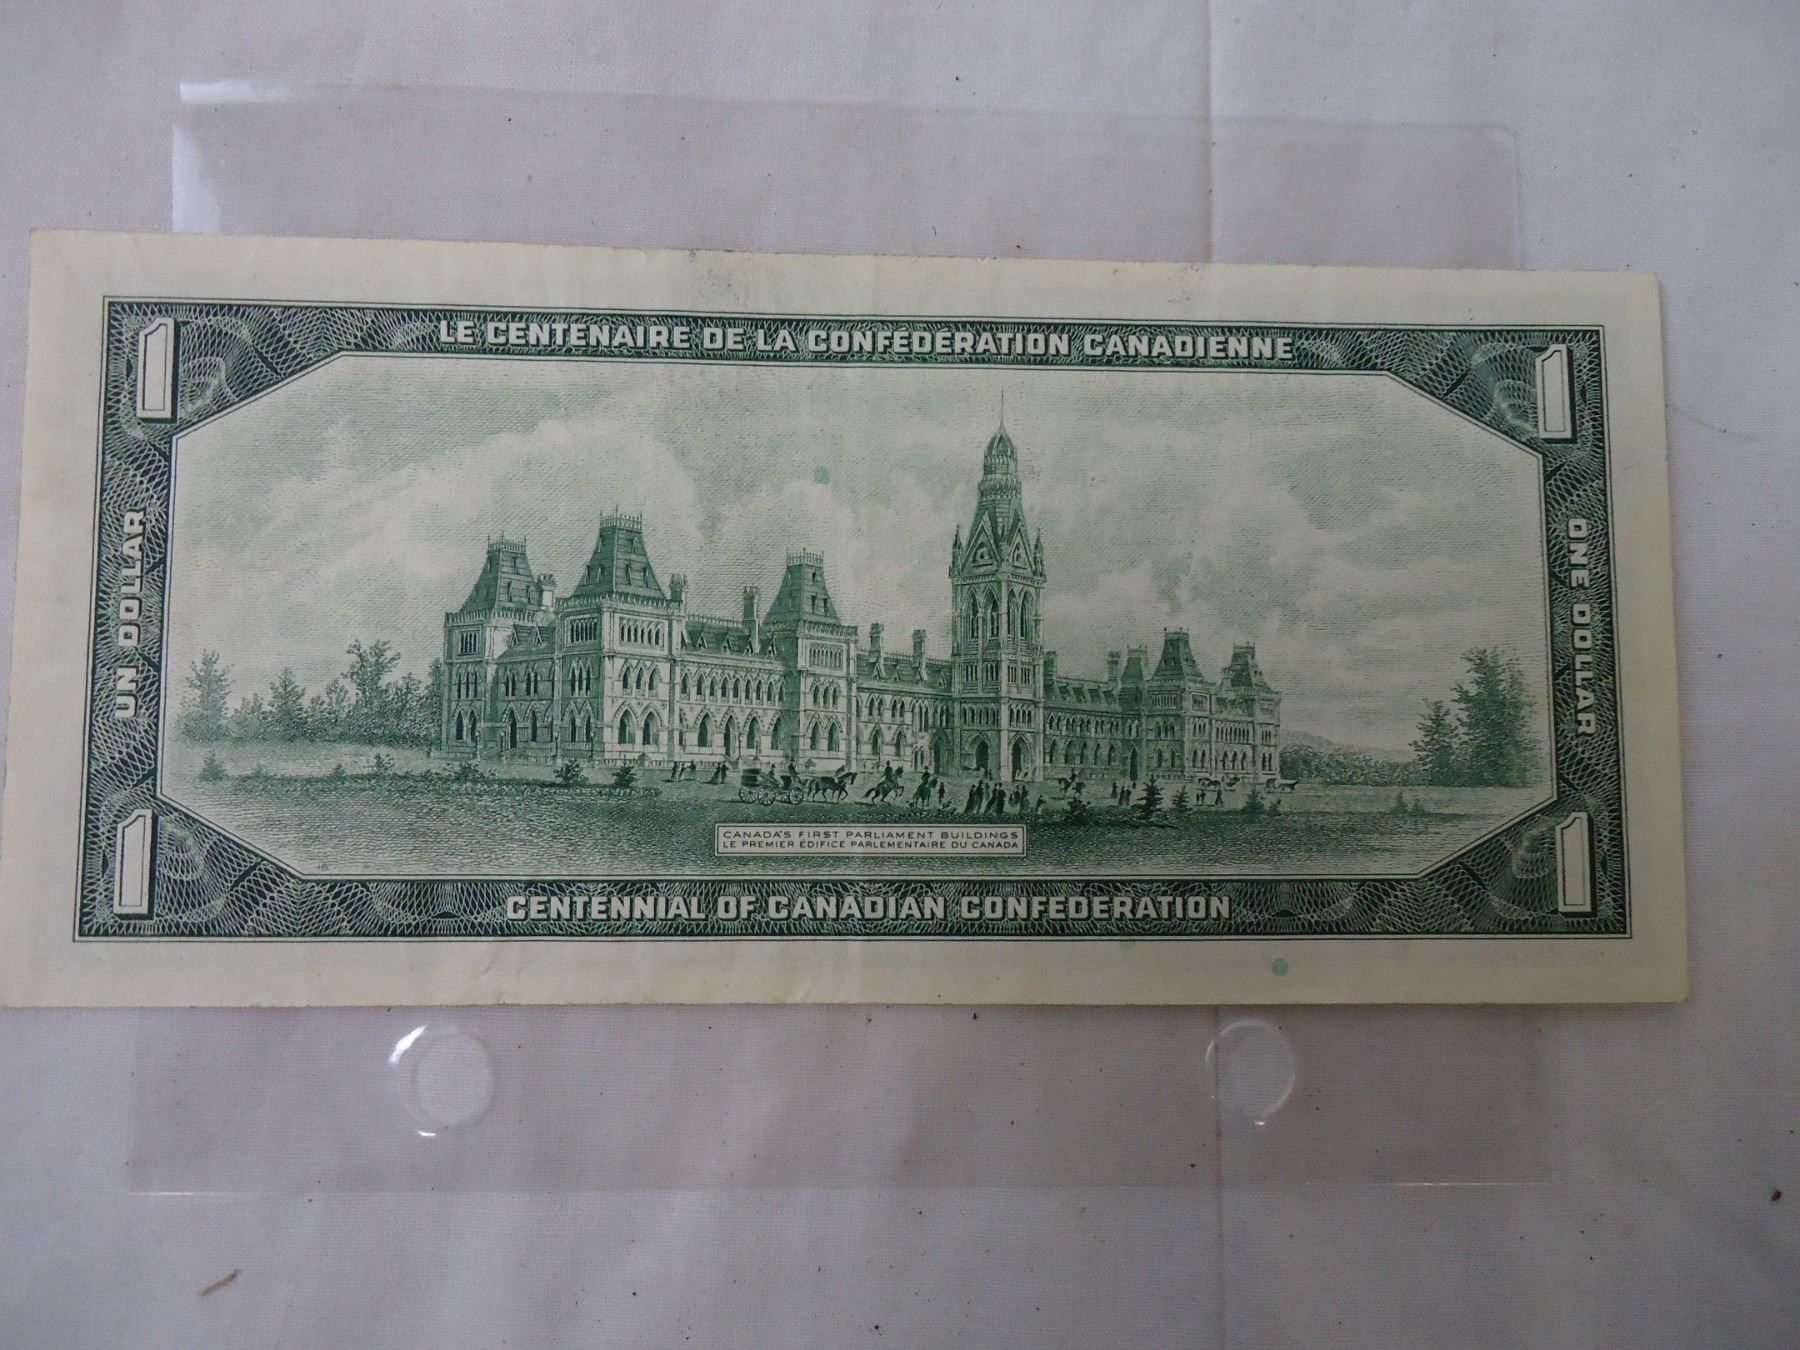 1 LE CENTENAIRE DE LA CONFÉDÉRATION CANADIENNE 1
UN DOLLAR
ONE DOLLAR
CANADA'S FIRST PARLIAMENT BUILDINGS
LE PREMIER ÉDIFICE PARLEMENTAIRE DU CANADA
1 CENTENNIAL OF CANADIAN CONFEDERATION 1